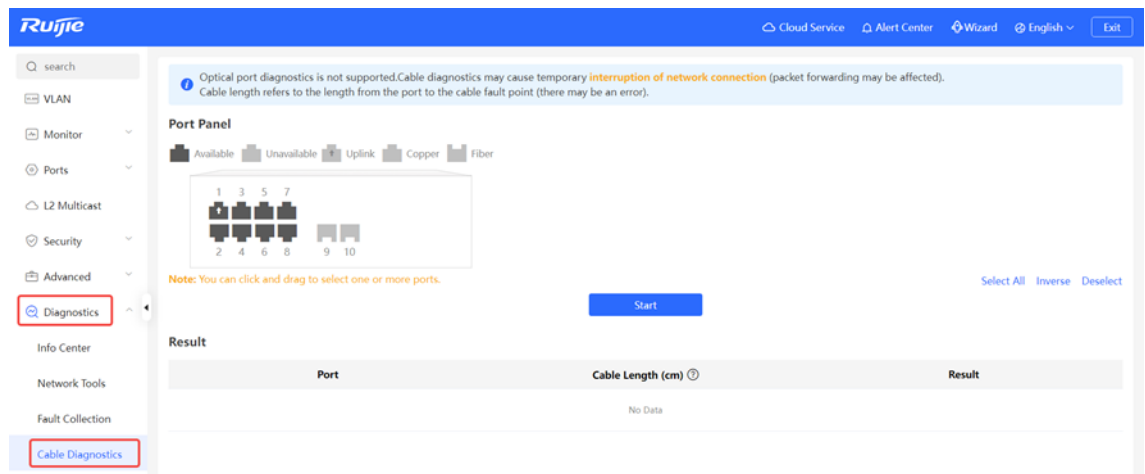 Ruijie
Cloud Service Alert Center Wizard English Exit
search
VLAN
Monitor
Ports
L2 Multicast
Security
Advanced
Diagnostics
Info Center
Network Tools
Fault Collection
Cable Diagnostics
Optical port diagnostics is not supported.Cable diagnostics may cause temporary interruption of network connection (packet forwarding may be affected).
Cable length refers to the length from the port to the cable fault point (there may be an error).
Port Panel
Available Unavailable Uplink Copper Fiber
1 3 5 7
2 4 6 8 9 10
Note: You can click and drag to select one or more ports.
Select All Inverse Deselect
Start
Result
Port Cable Length (cm) Result
No Data